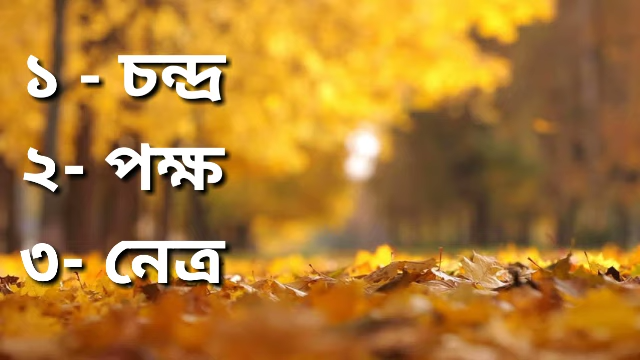 ১ - চন্দ্র
২- পক্ষ
৩- নেত্র